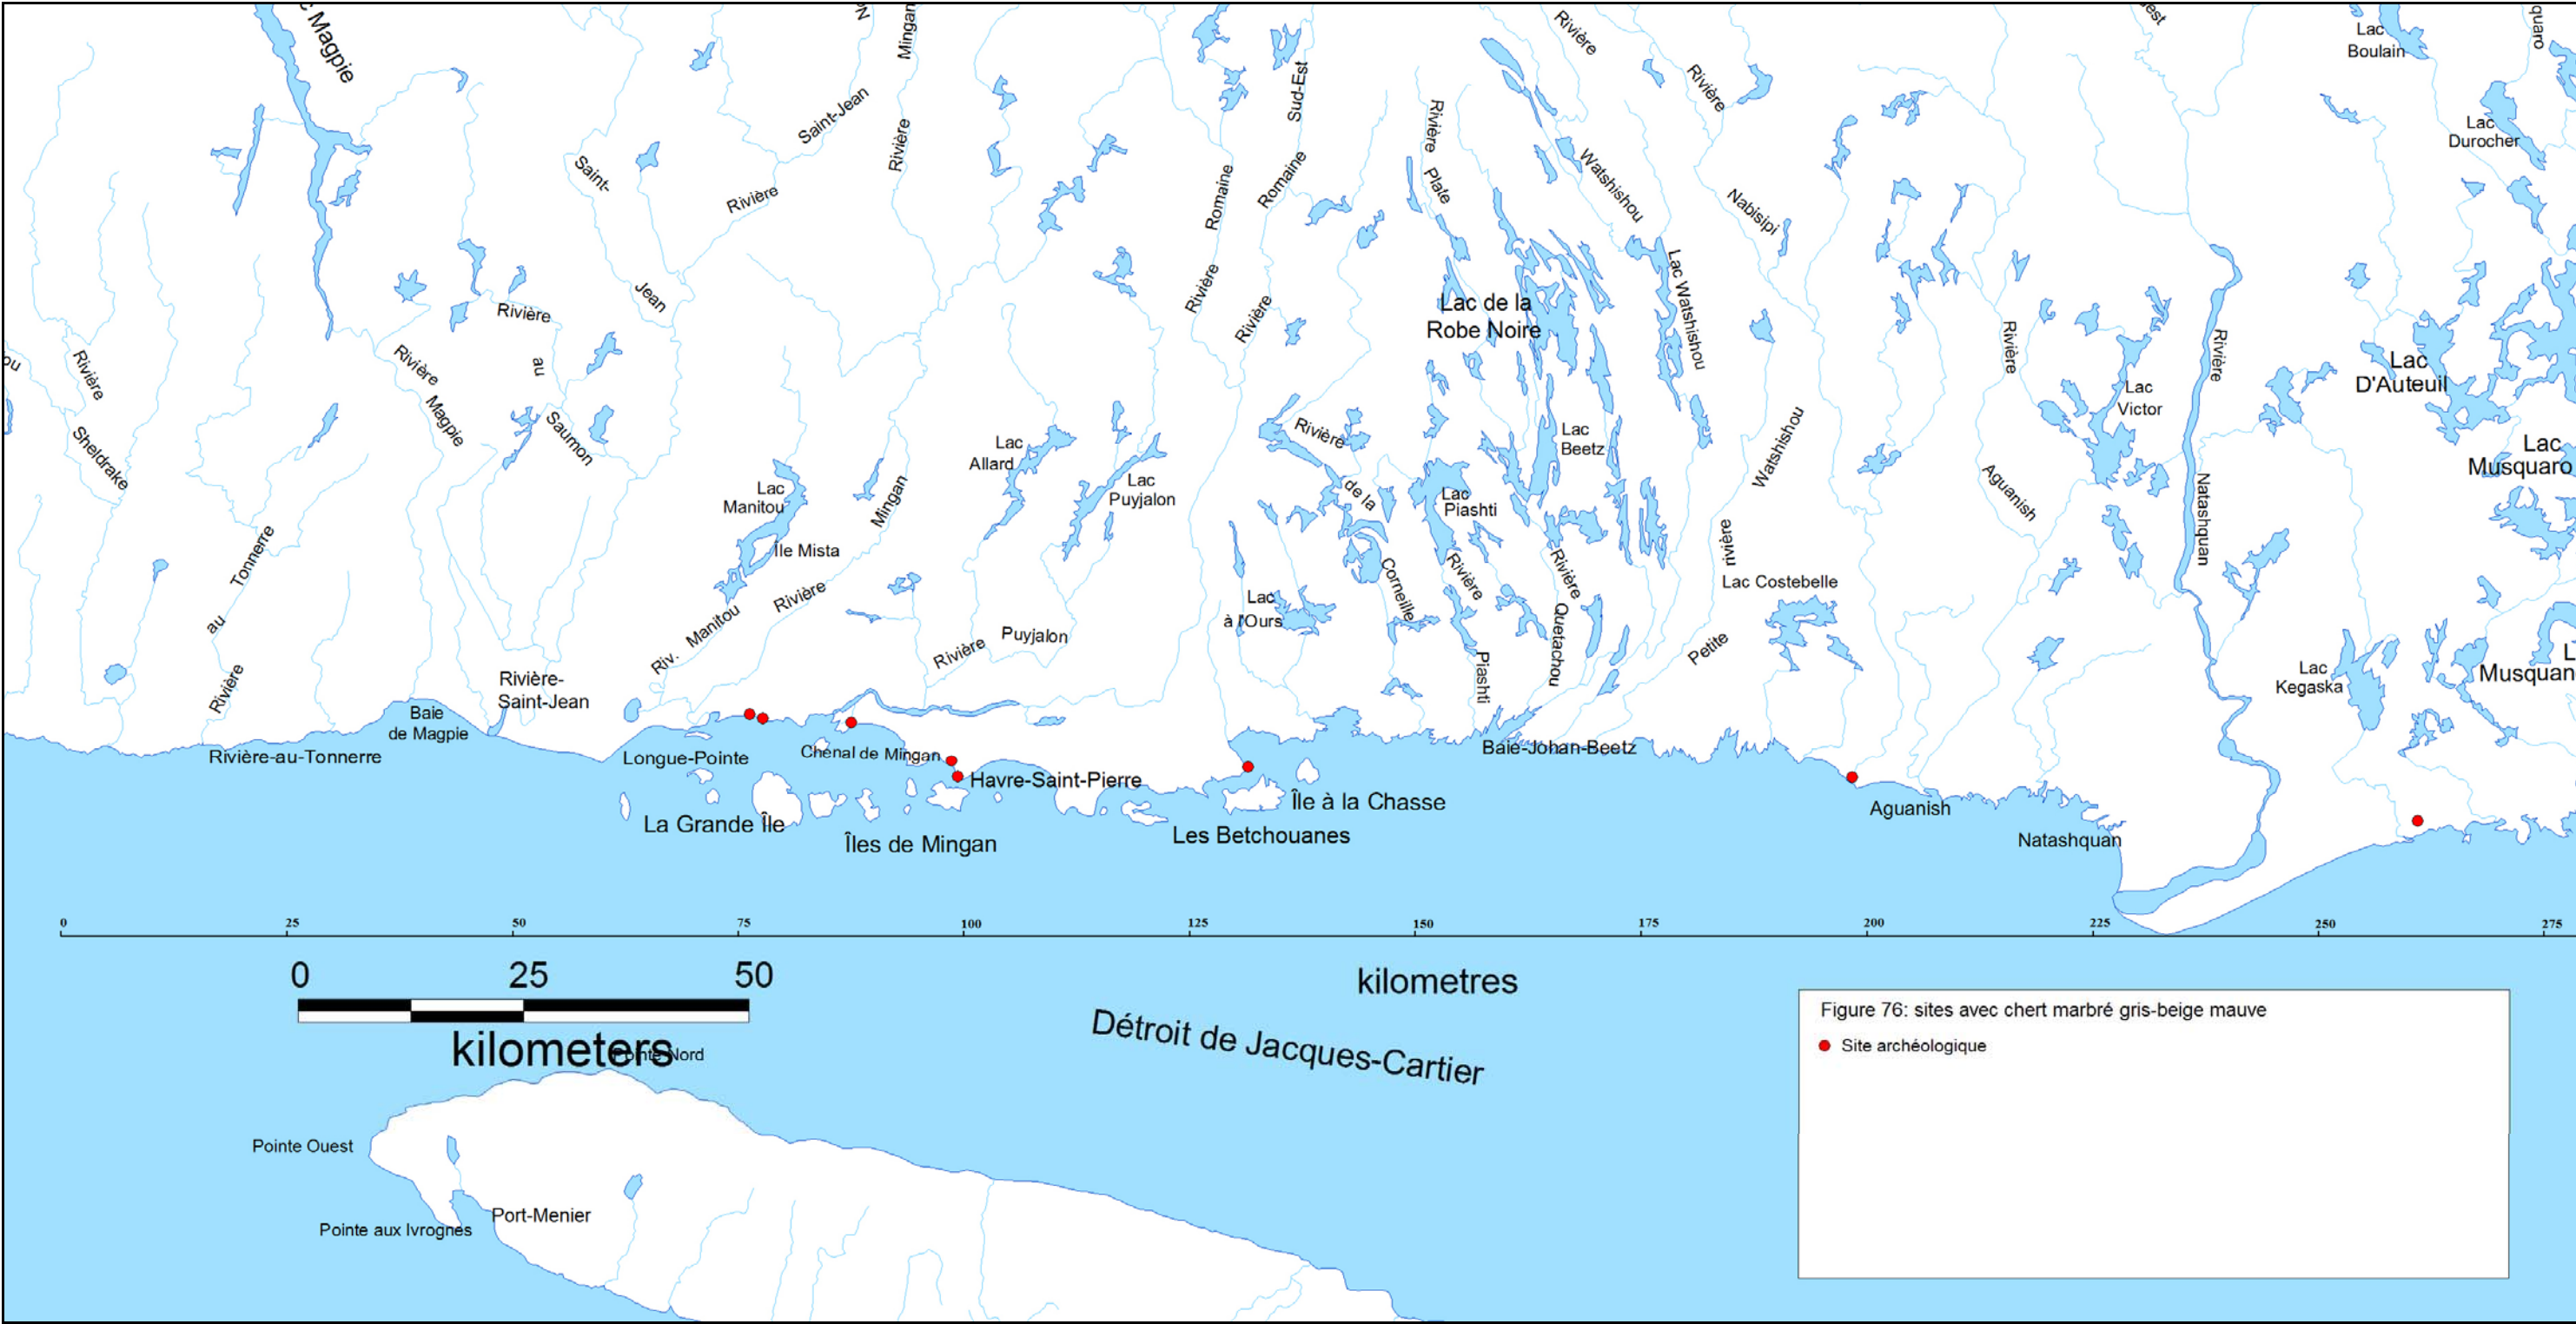 c Magpie
Mingan
Rivière
Saint-Jean
Rivière
Saint-
Jean
Sud-Est
Romaine
Rivière
Romaine
Rivière
Rivière
Plate
Rivière
Watshishou
Rivière
Nabisipi
Lac
Boulain
quaro
Lac
Durocher
Lac Watshishou
Lac de la
Robe Noire
Rivière
au
Saumon
Rivière
Magpie
ou
Rivière
Sheldrake
Rivière
Aguanish
Rivière
Natashquan
Lac
Victor
Lac
D'Auteuil
Lac
Musquaro
Lac
Allard
Lac
Puyjalon
Lac
Manitou
Île Mista
Mingan
Rivière
Riv. Manitou
Rivière
de la
Corneille
Lac
Beetz
Lac
Piashti
Rivière
Piashti
Rivière
Quetachou
Watshishou
rivière
Petite
Lac Costebelle
Lac
à l'Ours
Tonnerre
au
Rivière
Rivière Puyjalon
Rivière-
Saint-Jean
Baie
de Magpie
Lac
Kegaska
Musquan
Rivière-au-Tonnerre
Longue-Pointe
Chenal de Mingan
Havre-Saint-Pierre
Baie-Johan-Beetz
La Grande Île
Îles de Mingan
Île à la Chasse
Les Betchouanes
Aguanish
Natashquan
0 25 50 75 100 125 150 175 200 225 250 275
0 25 50
kilometers
kilometres
Détroit de Jacques-Cartier
Pointe Nord
Pointe Ouest
Port-Menier
Pointe aux Ivrognes
Figure 76: sites avec chert marbré gris-beige mauve
Site archéologique